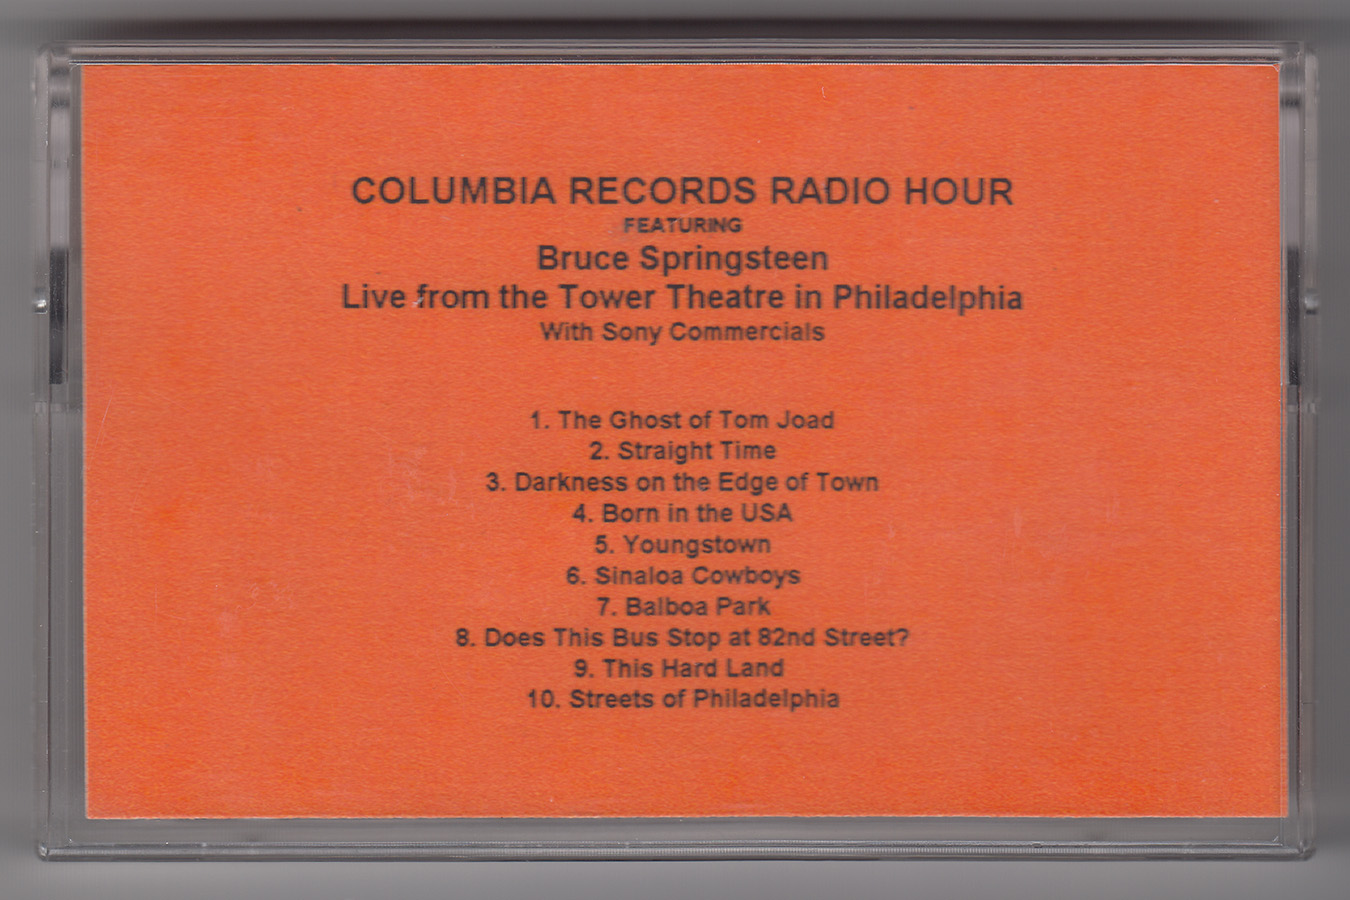 COLUMBIA RECORDS RADIO HOUR
FEATURING
Bruce Springsteen
Live from the Tower Theatre in Philadelphia
With Sony Commercials
1. The Ghost of Tom Joad
2. Straight Time
3. Darkness on the Edge of Town
4. Born in the USA
5. Youngstown
6. Sinaloa Cowboys
7. Balboa Park
8. Does This Bus Stop at 82nd Street?
9. This Hard Land
10. Streets of Philadelphia